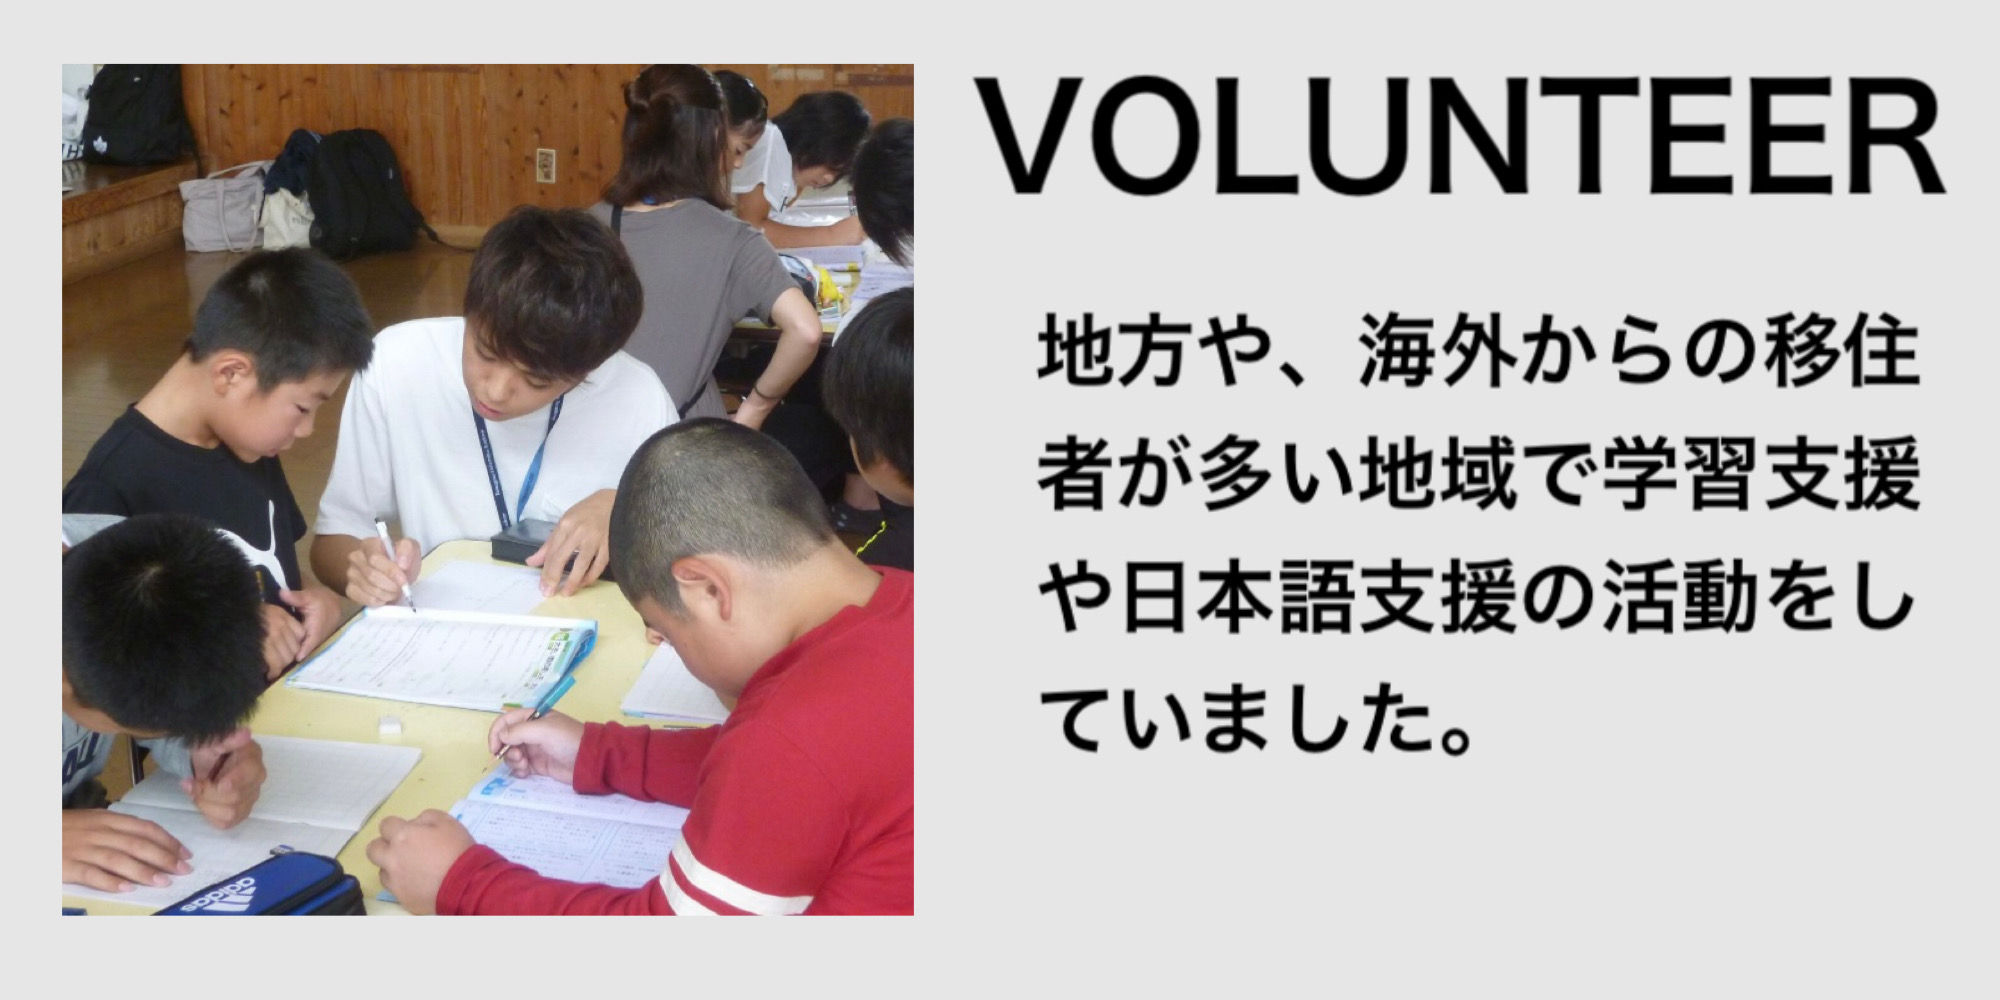 VOLUNTEER
地方や、海外からの移住
者が多い地域で学習支援
や日本語支援の活動をし
ていました。
adidas